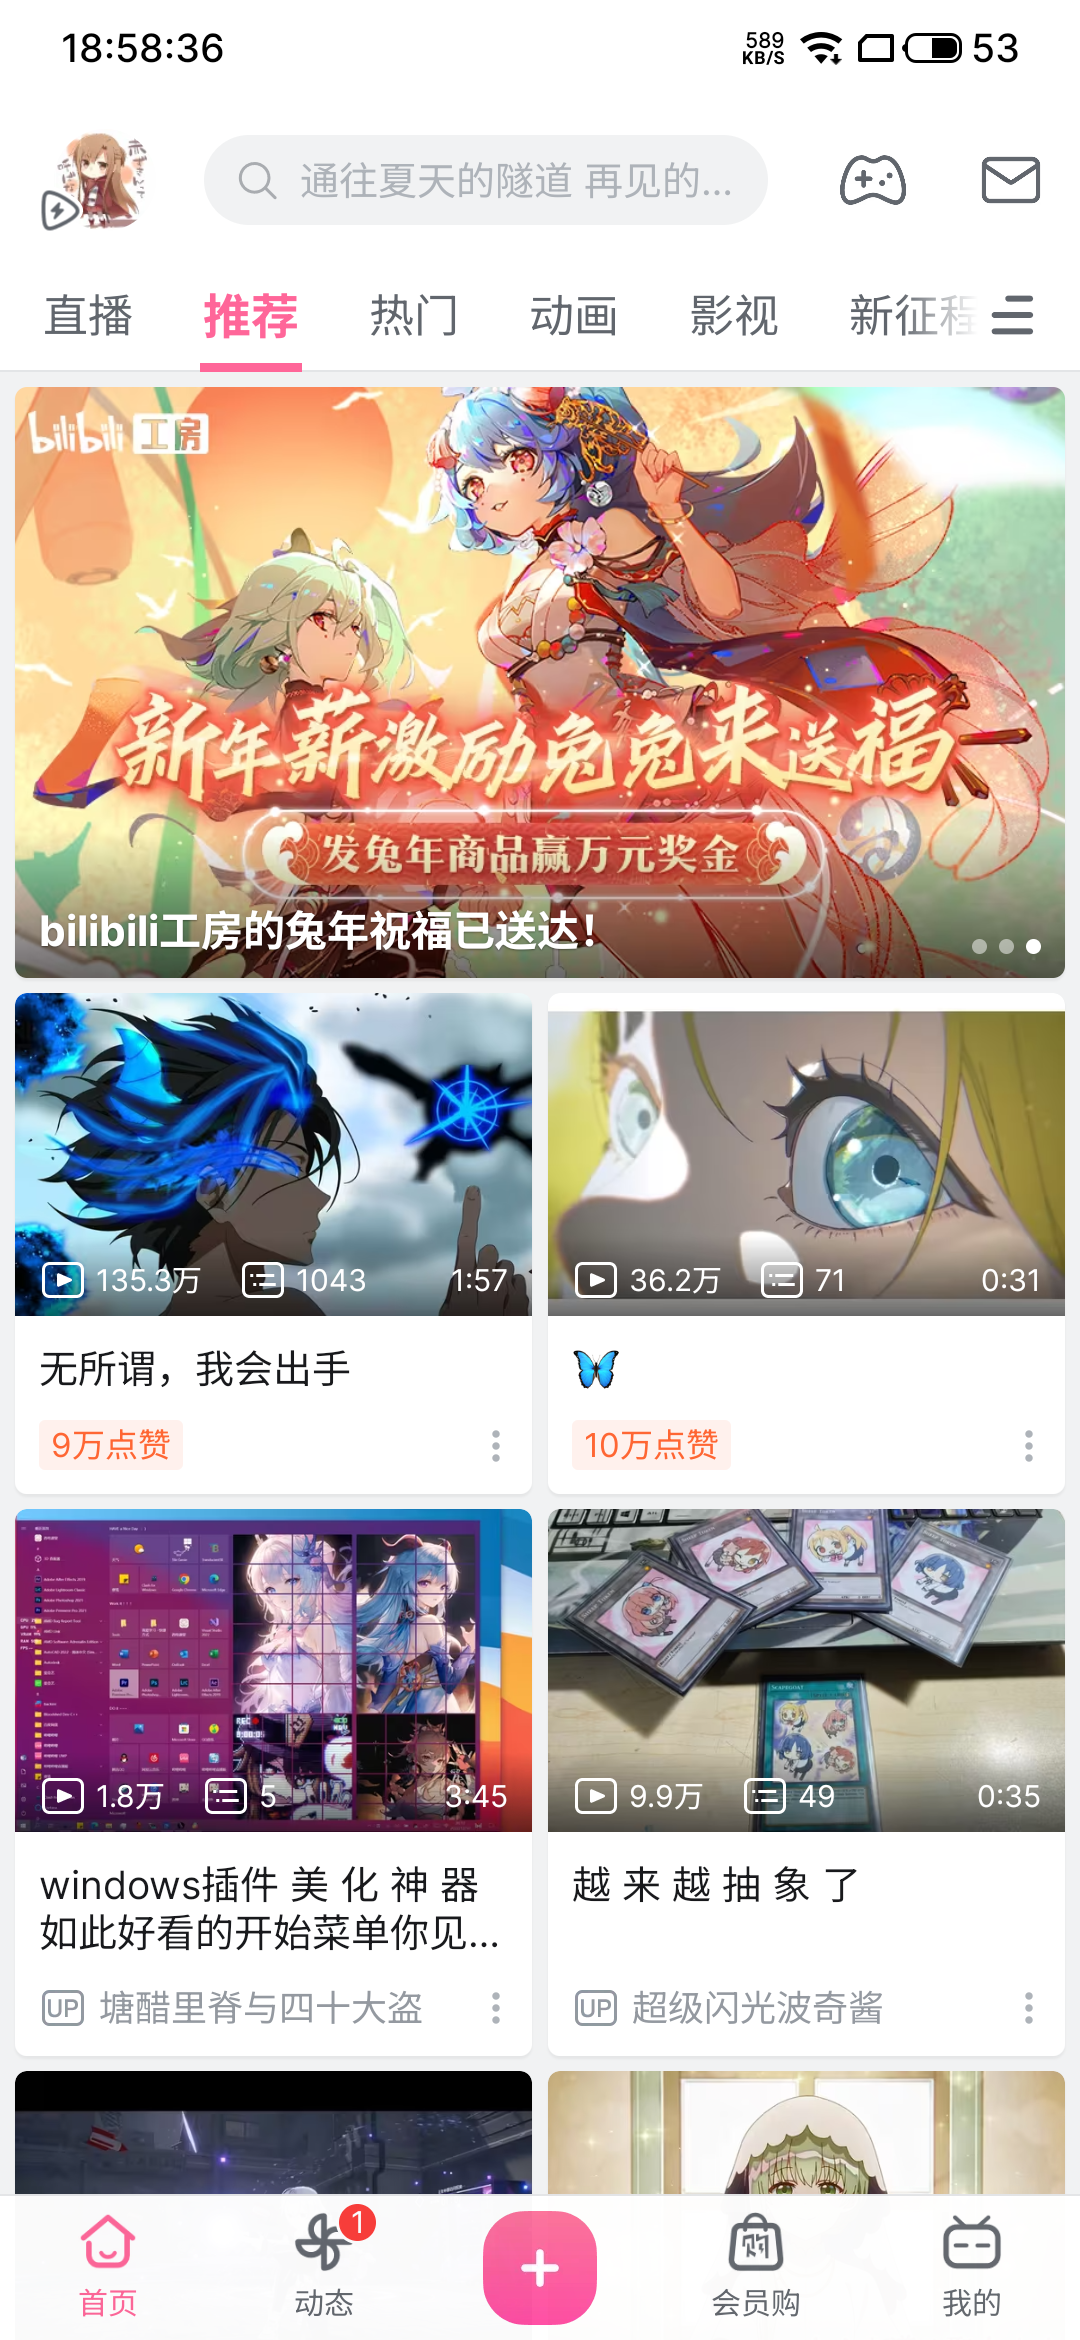 18:58:36
589 KB/S
53
通往夏天的隧道 再见的...
直播 推荐 热门 动画 影视 新征程
bilibili 工房
新年薪激励兔兔来送福
发兔年商品赢万元奖金
bilibili工房的兔年祝福已送达!
135.3万 1043 1:57
36.2万 71 0:31
无所谓，我会出手
🦋
9万点赞
10万点赞
1.8万 5 3:45
9.9万 49 0:35
windows插件 美 化 神 器
如此好看的开始菜单你见...
越 来 越 抽 象 了
UP 塘醋里脊与四十大盗
UP 超级闪光波奇酱
1
购
首页 动态 会员购 我的